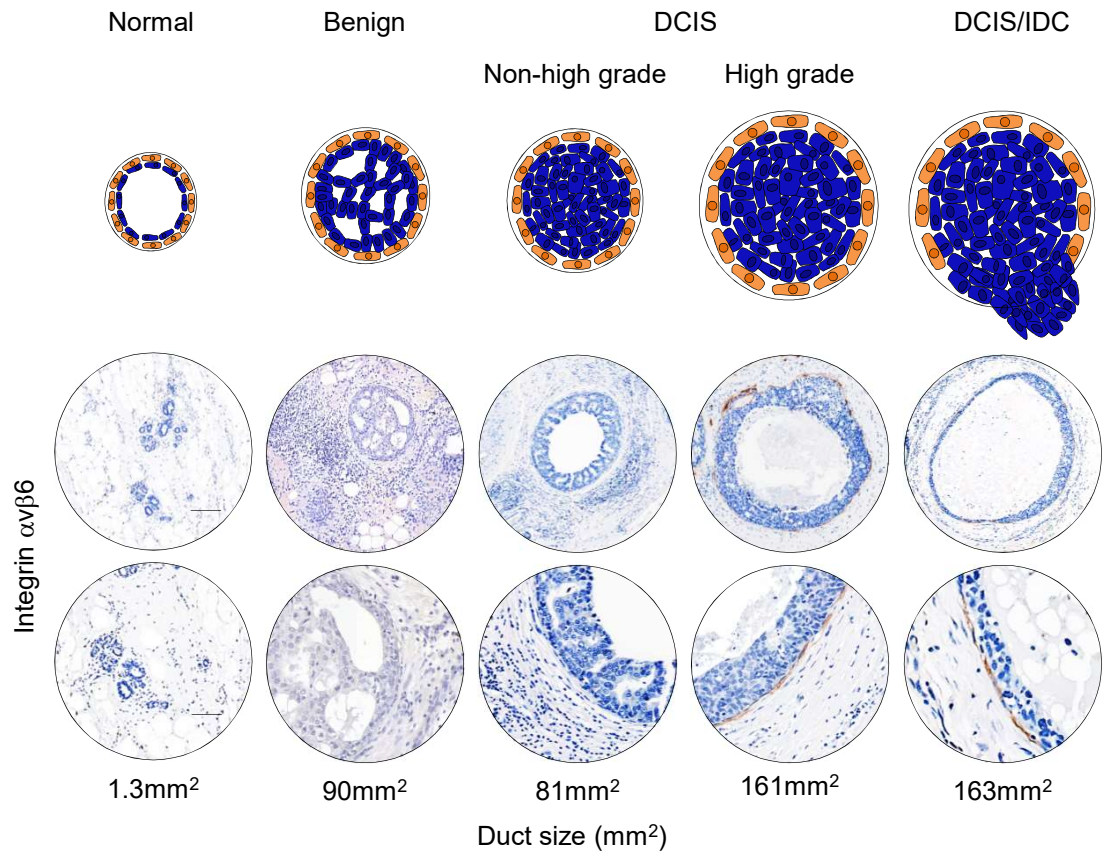 Normal
Benign
DCIS
DCIS/IDC
Non-high grade
High grade
Integrin αvβ6
1.3mm²
90mm²
81mm²
161mm²
163mm²
Duct size (mm²)